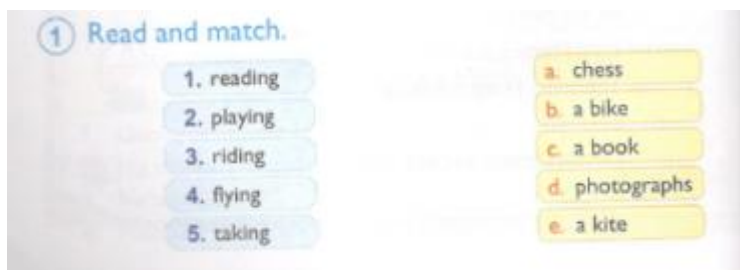 1 Read and match.
1. reading
2. playing
3. riding
4. flying
5. taking
a. chess
b. a bike
c. a book
d. photographs
e. a kite